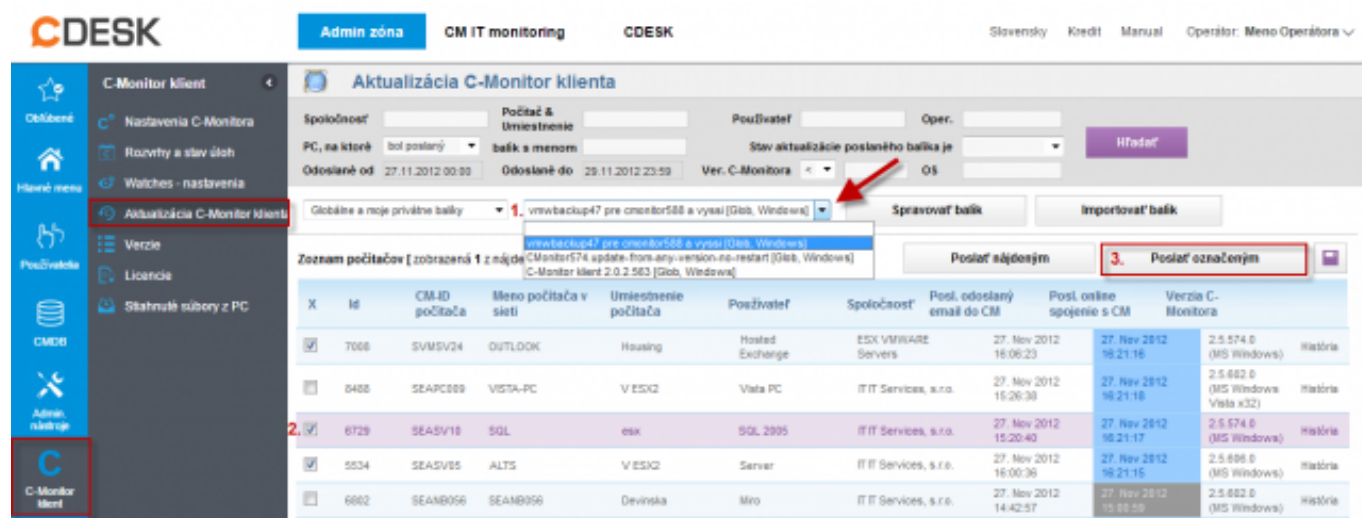 CDESK
Admin zóna CM IT monitoring CDESK Slovensky Kredit Manual Operátor: Meno Operátora
Obľúbené
Hlavné menu
Používatelia
CMDB
Admin. nástroje
C-Monitor klient
C-Monitor klient
Nastavenia C-Monitora
Rozvrhy a stav úloh
Watches - nastavenia
Aktualizácia C-Monitor klienta
Verzie
Licencie
Stiahnuté súbory z PC
Aktualizácia C-Monitor klienta
Spoločnosť Počítač & Umiestnenie Používateľ Oper.
PC, na ktoré bol poslaný balík s menom Stav aktualizácie poslaného balíka je Hľadať
Odoslané od 27.11.2012 00:00 Odoslané do 29.11.2012 23:59 Ver. C-Monitora < OS
Globálne a moje privátne balíky 1. vmwbackup47 pre cmonitor588 a vyssi [Glob, Windows] Spravovať balík Importovať balík
vmwbackup47 pre cmonitor588 a vyssi [Glob, Windows]
CMonitor574 update-from-any-version-no-restart [Glob, Windows]
C-Monitor klient 2.0.2.563 [Glob, Windows]
Zoznam počítačov [ zobrazená 1 z nájde Poslať nájdeným 3. Poslať označeným
X Id CM-ID počítača Meno počítača v sieti Umiestnenie počítača Používateľ Spoločnosť Posl. odoslaný email do CM Posl. online spojenie s CM Verzia C-Monitora
7008 SVMSV24 OUTLOOK Housing Hosted Exchange ESX VMWARE Servers 27. Nov 2012 16:06:23 27. Nov 2012 16:21:16 2.5.574.0 (MS Windows) História
8488 SEAPC009 VISTA-PC V ESX2 Vista PC IT IT Services, s.r.o. 27. Nov 2012 15:26:38 27. Nov 2012 16:21:18 2.5.602.0 (MS Windows Vista x32) História
2. 6729 SEASV10 SQL esx SQL 2005 IT IT Services, s.r.o. 27. Nov 2012 15:20:40 27. Nov 2012 16:21:17 2.5.574.0 (MS Windows) História
5534 SEASV05 ALTS V ESX2 Server IT IT Services, s.r.o. 27. Nov 2012 16:00:36 27. Nov 2012 16:21:15 2.5.606.0 (MS Windows) História
6802 SEANB056 SEANB056 Devinska Miro IT IT Services, s.r.o. 27. Nov 2012 14:42:57 27. Nov 2012 15:00:59 2.5.602.0 (MS Windows) História